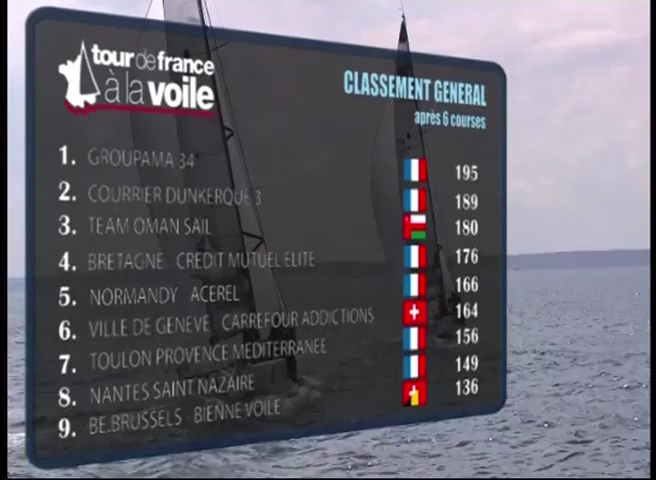 tour de france
à la voile
CLASSEMENT GENERAL
après 6 courses
1. GROUPAMA 34 195
2. COURRIER DUNKERQUE 3 189
3. TEAM OMAN SAIL 180
4. BRETAGNE CREDIT MUTUEL ELITE 176
5. NORMANDY ACEREL 166
6. VILLE DE GENEVE CARREFOUR ADDICTIONS 164
7. TOULON PROVENCE MEDITERRANEE 156
8. NANTES SAINT NAZAIRE 149
9. BE.BRUSSELS BIENNE VOILE 136